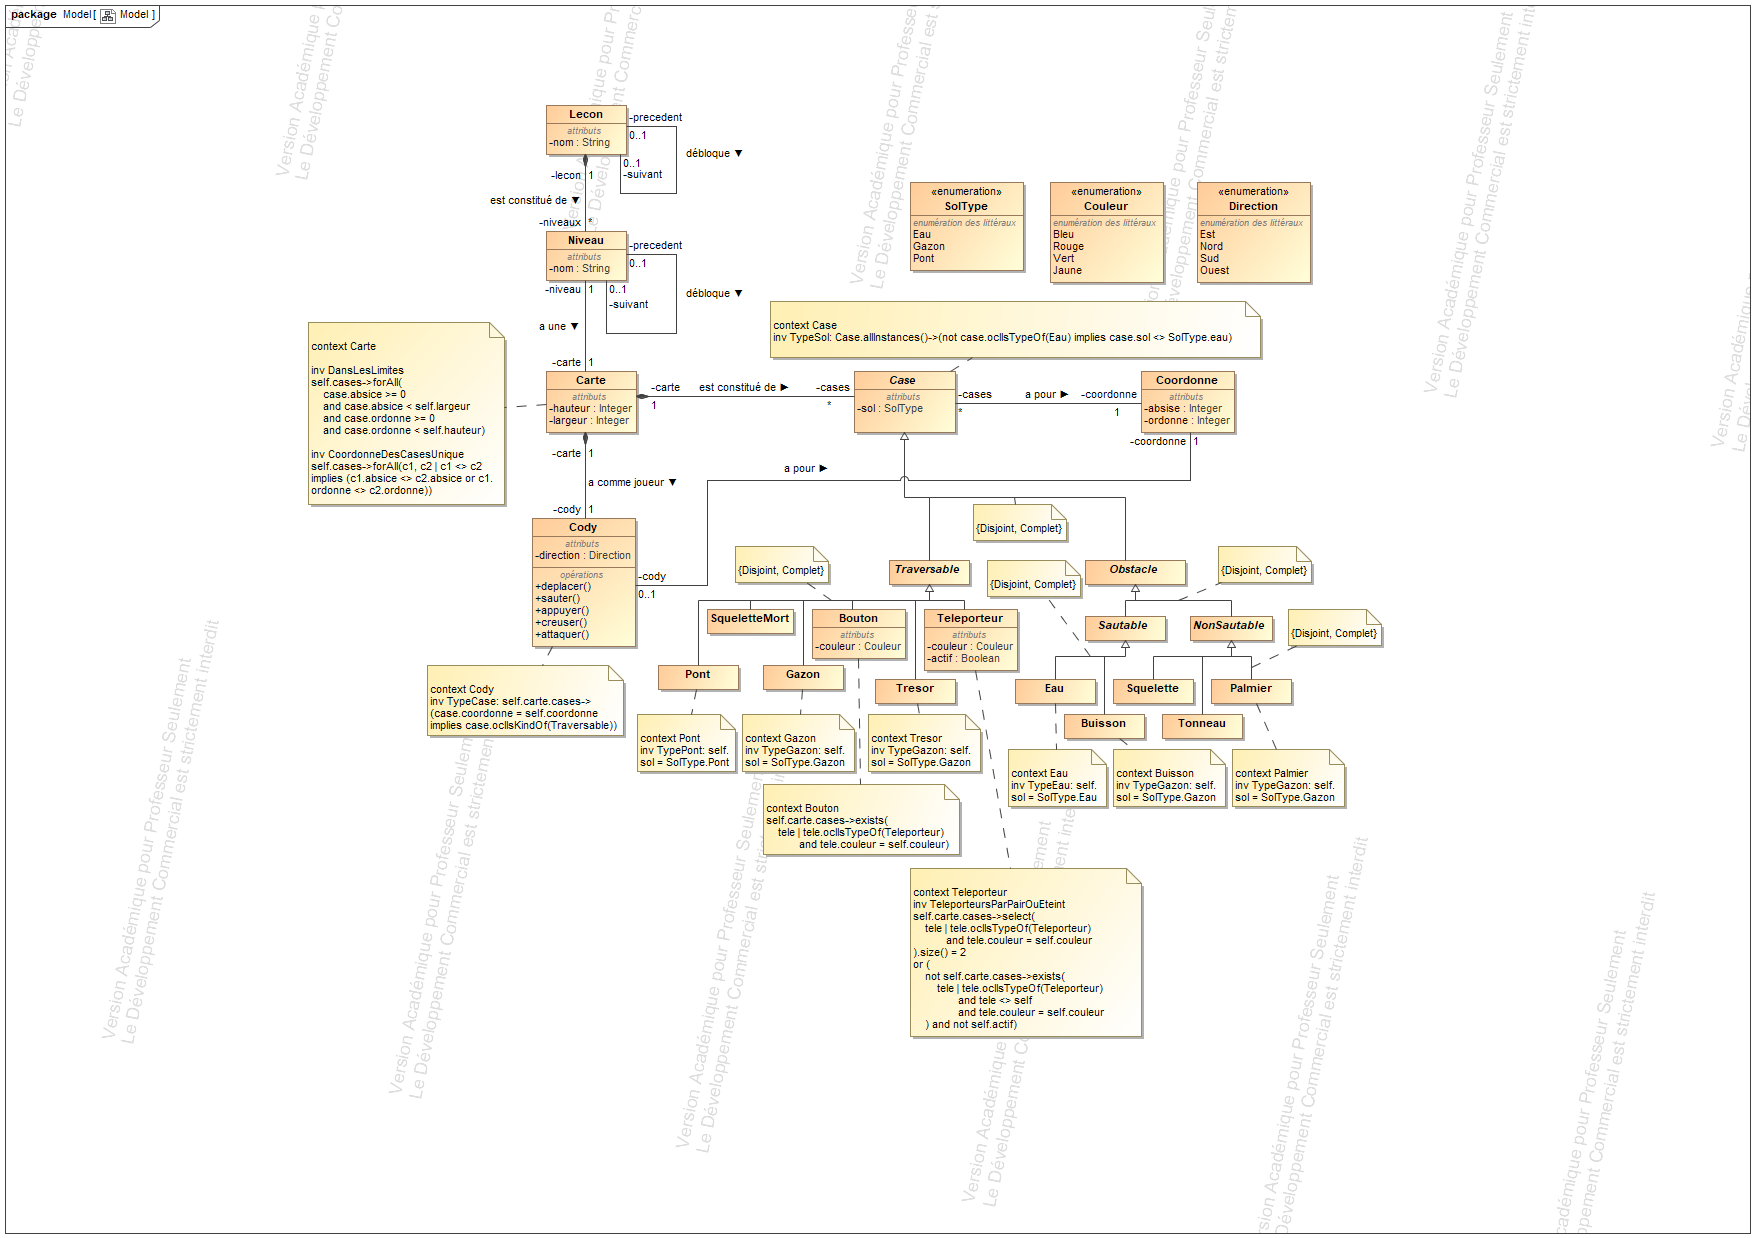 package Model [ Model ]
Lecon
attributs
-nom : String
-precedent
0..1
débloque ▼
0..1
-suivant
-lecon 1
est constitué de ▼
-niveaux *
Niveau
attributs
-nom : String
-precedent
0..1
débloque ▼
0..1
-suivant
-niveau 1
a une ▼
-carte 1
«enumeration»
SolType
enumération des littéraux
Eau
Gazon
Pont
«enumeration»
Couleur
enumération des littéraux
Bleu
Rouge
Vert
Jaune
«enumeration»
Direction
enumération des littéraux
Est
Nord
Sud
Ouest
context Case
inv TypeSol: Case.allInstances()->(not case.oclIsTypeOf(Eau) implies case.sol <> SolType.eau)
context Carte
inv DansLesLimites
self.cases->forAll(
case.absice >= 0
and case.absice < self.largeur
and case.ordonne >= 0
and case.ordonne < self.hauteur)
inv CoordonneDesCasesUnique
self.cases->forAll(c1, c2 | c1 <> c2
implies (c1.absice <> c2.absice or c1.
ordonne <> c2.ordonne))
Carte
attributs
-hauteur : Integer
-largeur : Integer
-carte
1
est constitué de ►
-cases
*
Case
attributs
-sol : SolType
-cases
*
a pour ►
-coordonne
1
Coordonne
attributs
-absise : Integer
-ordonne : Integer
-coordonne 1
-carte 1
a comme joueur ▼
-cody 1
a pour ►
Cody
attributs
-direction : Direction
opérations
+deplacer()
+sauter()
+appuyer()
+creuser()
+attaquer()
-cody
0..1
{Disjoint, Complet}
{Disjoint, Complet}
Traversable
{Disjoint, Complet}
Obstacle
{Disjoint, Complet}
SqueletteMort
Bouton
attributs
-couleur : Couleur
Teleporteur
attributs
-couleur : Couleur
-actif : Boolean
Sautable
NonSautable
{Disjoint, Complet}
Pont
Gazon
Tresor
Eau
Squelette
Palmier
Buisson
Tonneau
context Cody
inv TypeCase: self.carte.cases->
(case.coordonne = self.coordonne
implies case.oclIsKindOf(Traversable))
context Pont
inv TypePont: self.
sol = SolType.Pont
context Gazon
inv TypeGazon: self.
sol = SolType.Gazon
context Tresor
inv TypeGazon: self.
sol = SolType.Gazon
context Eau
inv TypeEau: self.
sol = SolType.Eau
context Buisson
inv TypeGazon: self.
sol = SolType.Gazon
context Palmier
inv TypeGazon: self.
sol = SolType.Gazon
context Bouton
self.carte.cases->exists(
tele | tele.oclIsTypeOf(Teleporteur)
and tele.couleur = self.couleur)
context Teleporteur
inv TeleporteursParPairOuEteint
self.carte.cases->select(
tele | tele.oclIsTypeOf(Teleporteur)
and tele.couleur = self.couleur
).size() = 2
or (
not self.carte.cases->exists(
tele | tele.oclIsTypeOf(Teleporteur)
and tele <> self
and tele.couleur = self.couleur
) and not self.actif)
Version Académique pour Professeur Seulement
Le Développement Commercial est strictement interdit